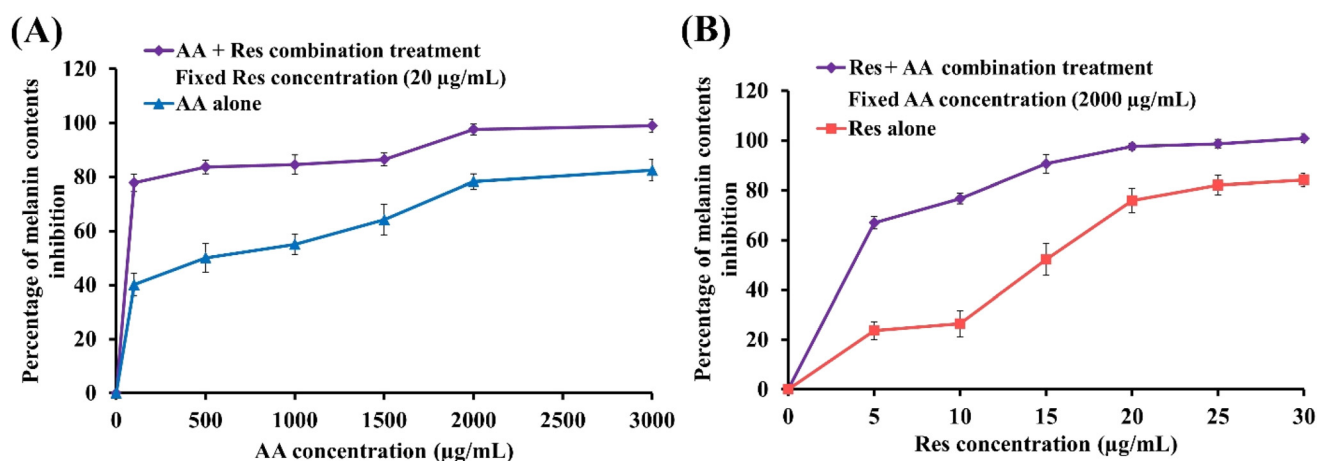 (A)
AA + Res combination treatment
Fixed Res concentration (20 µg/mL)
AA alone
Percentage of melanin contents
inhibition
120
100
80
60
40
20
0
0 500 1000 1500 2000 2500 3000
AA concentration (µg/mL)
(B)
Res+ AA combination treatment
Fixed AA concentration (2000 µg/mL)
Res alone
Percentage of melanin contents
inhibition
120
100
80
60
40
20
0
0 5 10 15 20 25 30
Res concentration (µg/mL)